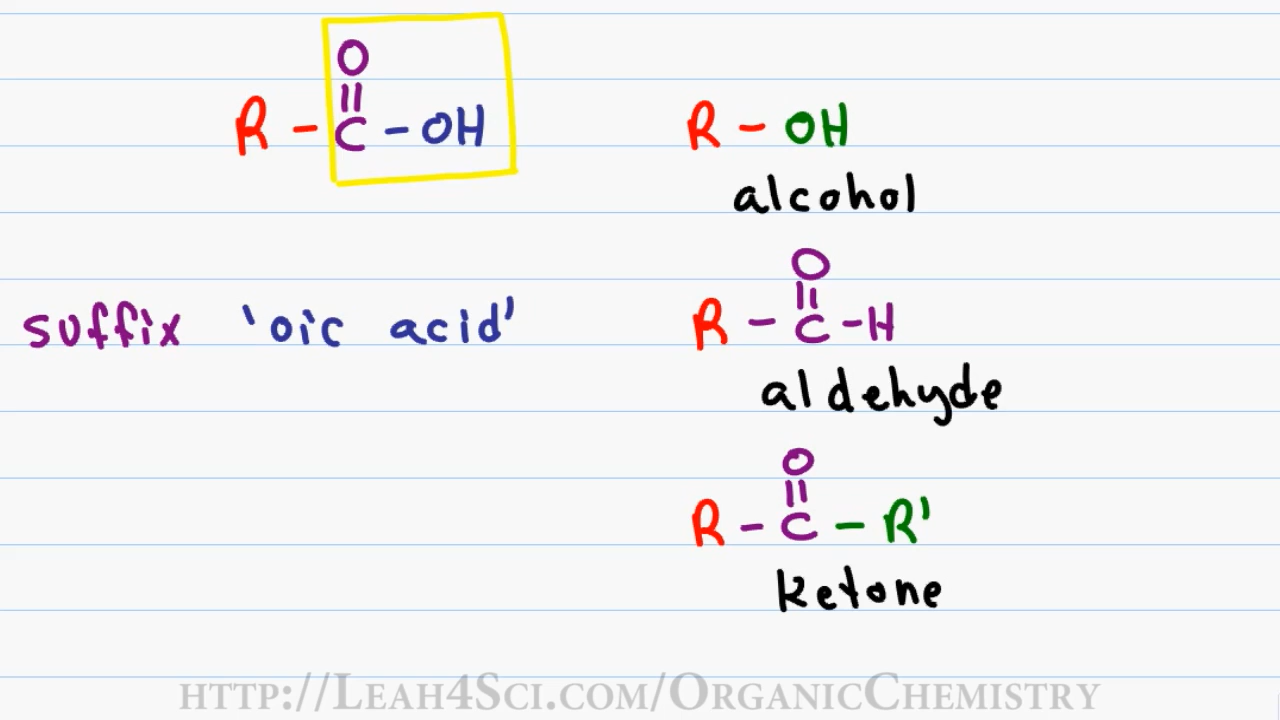 O
||
R - C - OH
R - OH
alcohol
suffix 'oic acid'
O
||
R - C - H
aldehyde
O
||
R - C - R'
ketone
HTTP://LEAH4SCI.COM/ORGANICCHEMISTRY